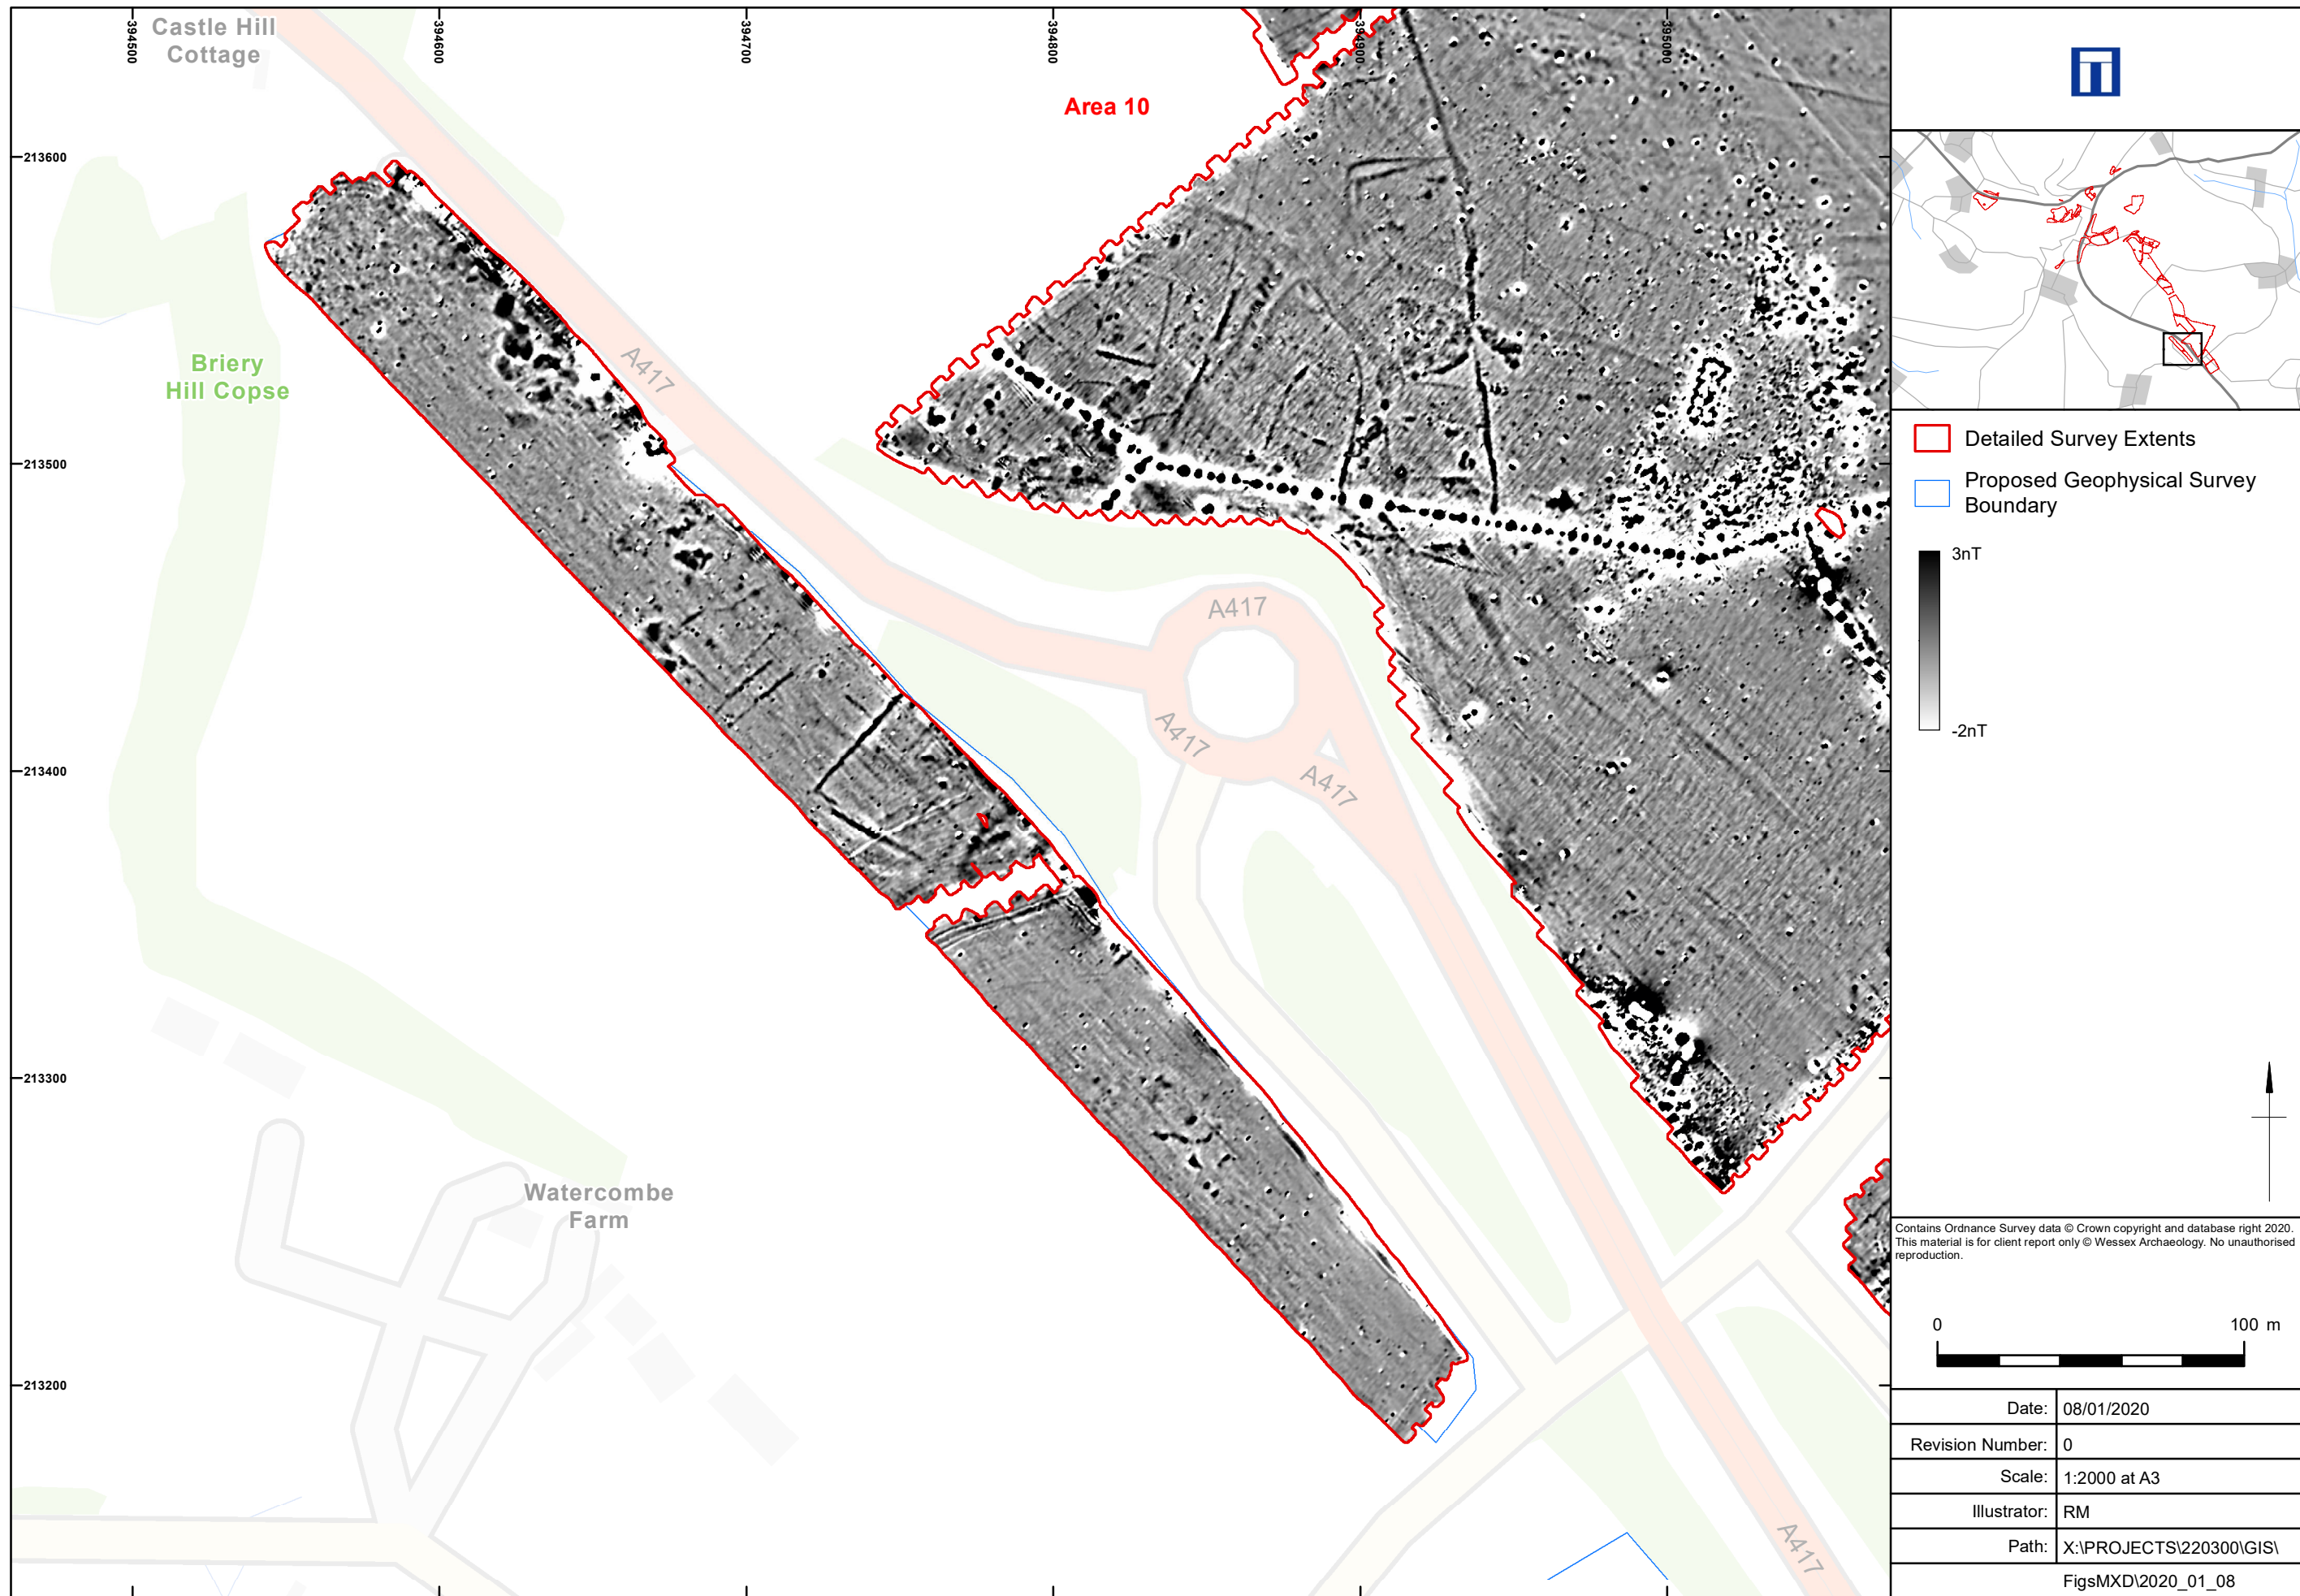 394500
394600
394700
394800
394900
395000
Castle Hill
Cottage
Area 10
213600
Briery
Hill Copse
A417
213500
A417
A417
A417
213400
213300
Watercombe
Farm
213200
A417
Detailed Survey Extents
Proposed Geophysical Survey
Boundary
3nT
-2nT
Contains Ordnance Survey data © Crown copyright and database right 2020.
This material is for client report only © Wessex Archaeology. No unauthorised
reproduction.
0 100 m
Date: 08/01/2020
Revision Number: 0
Scale: 1:2000 at A3
Illustrator: RM
Path: X:\PROJECTS\220300\GIS\
FigsMXD\2020_01_08